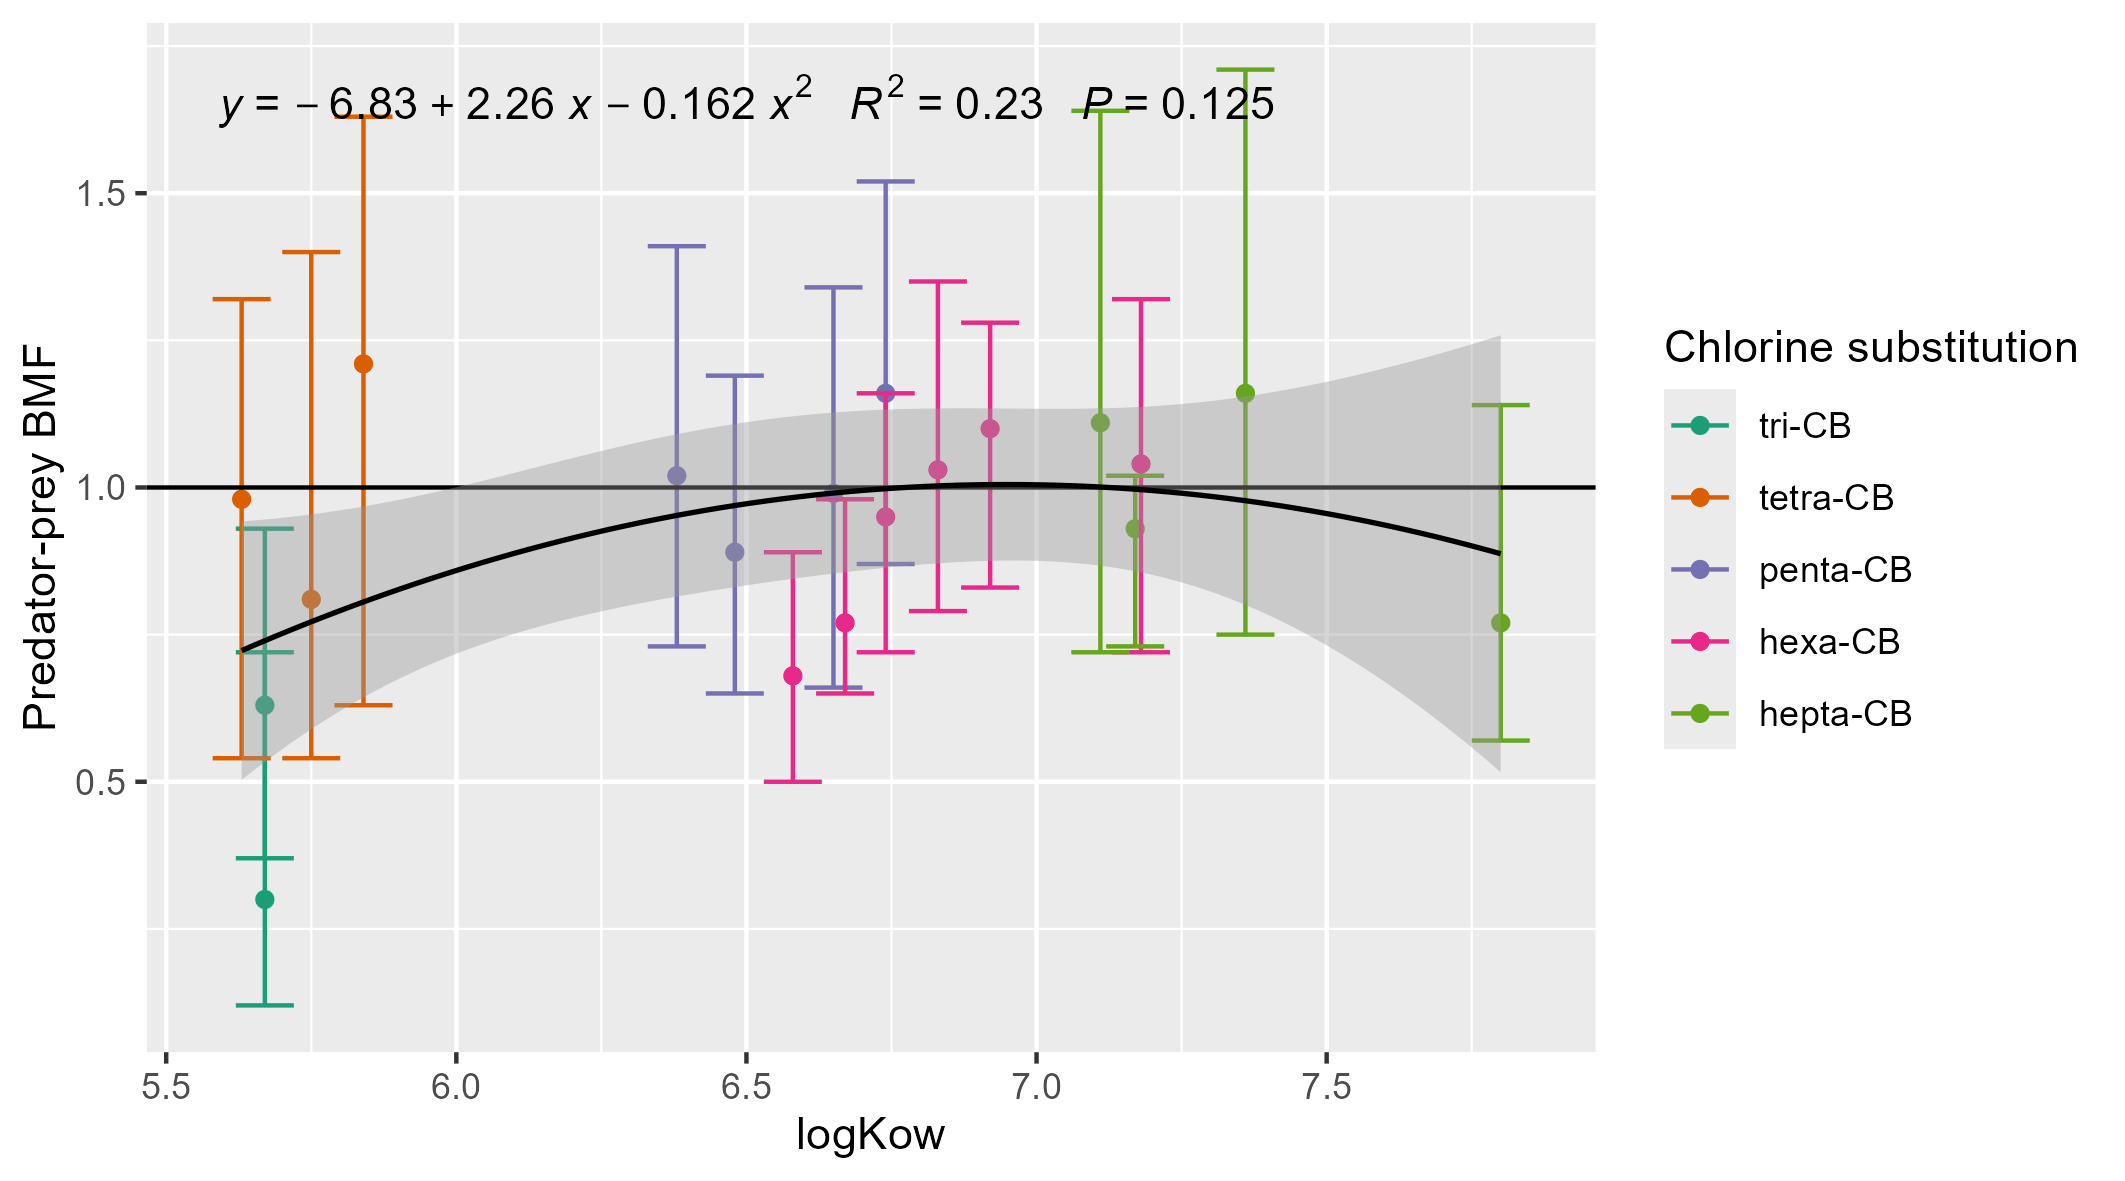 y = − 6.83 + 2.26 x − 0.162 x² R² = 0.23 P = 0.125
1.5
1.0
0.5
Predator-prey BMF
5.5 6.0 6.5 7.0 7.5
logKow
Chlorine substitution
tri-CB
tetra-CB
penta-CB
hexa-CB
hepta-CB